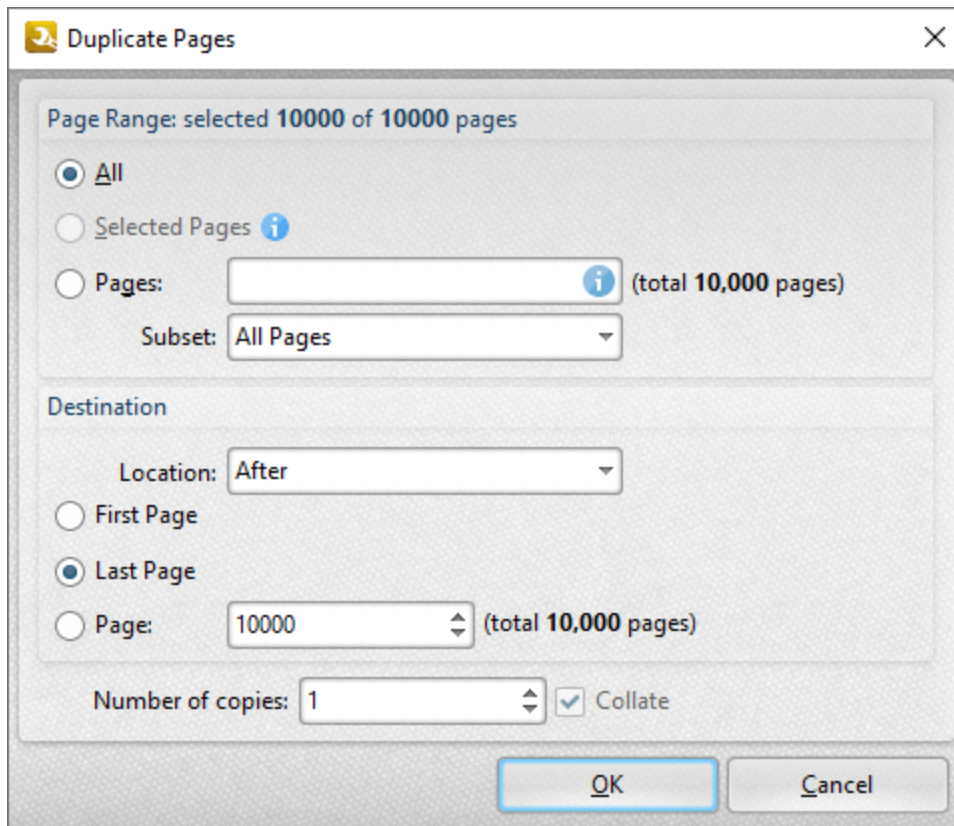 Duplicate Pages
Page Range: selected 10000 of 10000 pages
All
Selected Pages
Pages: (total 10,000 pages)
Subset: All Pages
Destination
Location: After
First Page
Last Page
Page: 10000 (total 10,000 pages)
Number of copies: 1 Collate
OK Cancel